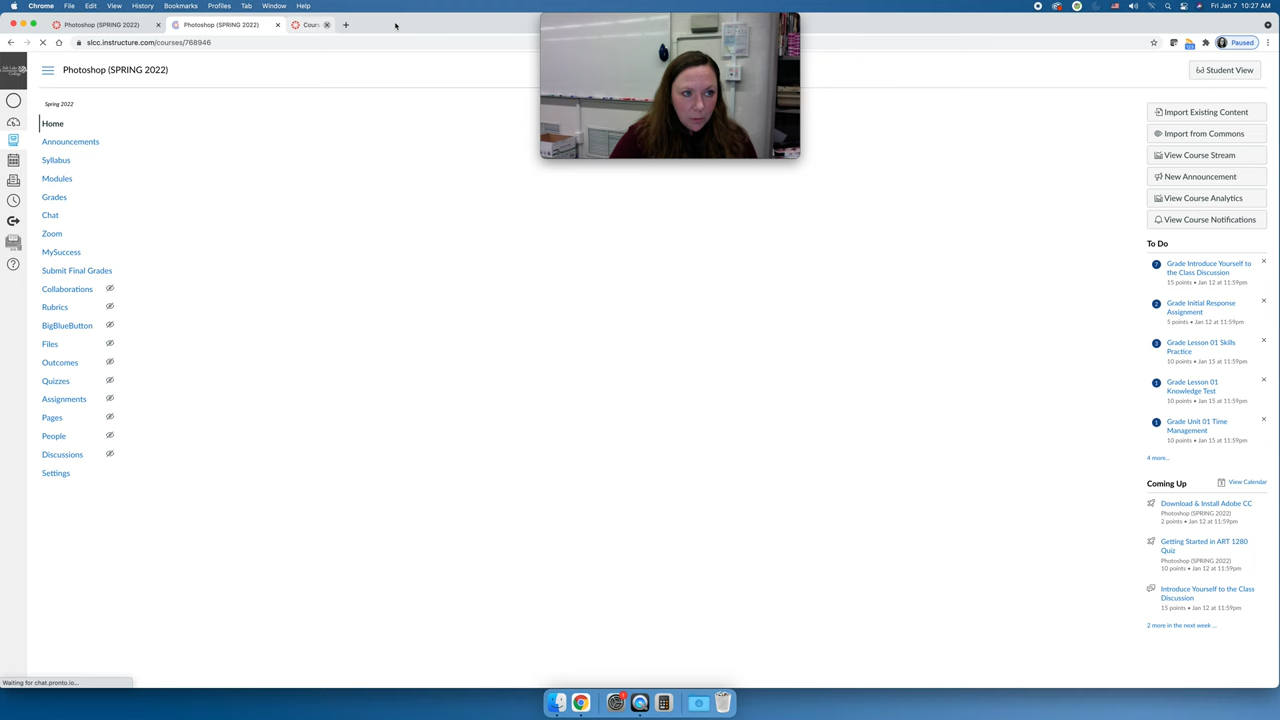 Chrome File Edit View History Bookmarks Profiles Tab Window Help Fri Jan 7 10:27 AM
Photoshop (SPRING 2022) Photoshop (SPRING 2022) Cours
slcc.instructure.com/courses/768946 Paused
Photoshop (SPRING 2022)
Student View
Spring 2022
Home
Announcements
Syllabus
Modules
Grades
Chat
Zoom
MySuccess
Submit Final Grades
Collaborations
Rubrics
BigBlueButton
Files
Outcomes
Quizzes
Assignments
Pages
People
Discussions
Settings
Import Existing Content
Import from Commons
View Course Stream
New Announcement
View Course Analytics
View Course Notifications
To Do
7 Grade Introduce Yourself to
the Class Discussion
15 points • Jan 12 at 11:59pm
2 Grade Initial Response
Assignment
5 points • Jan 12 at 11:59pm
3 Grade Lesson 01 Skills
Practice
10 points • Jan 15 at 11:59pm
1 Grade Lesson 01
Knowledge Test
10 points • Jan 15 at 11:59pm
1 Grade Unit 01 Time
Management
10 points • Jan 15 at 11:59pm
4 more...
Coming Up View Calendar
Download & Install Adobe CC
Photoshop (SPRING 2022)
2 points • Jan 12 at 11:59pm
Getting Started in ART 1280
Quiz
Photoshop (SPRING 2022)
10 points • Jan 12 at 11:59pm
Introduce Yourself to the Class
Discussion
15 points • Jan 12 at 11:59pm
2 more in the next week ...
Waiting for chat.pronto.io...